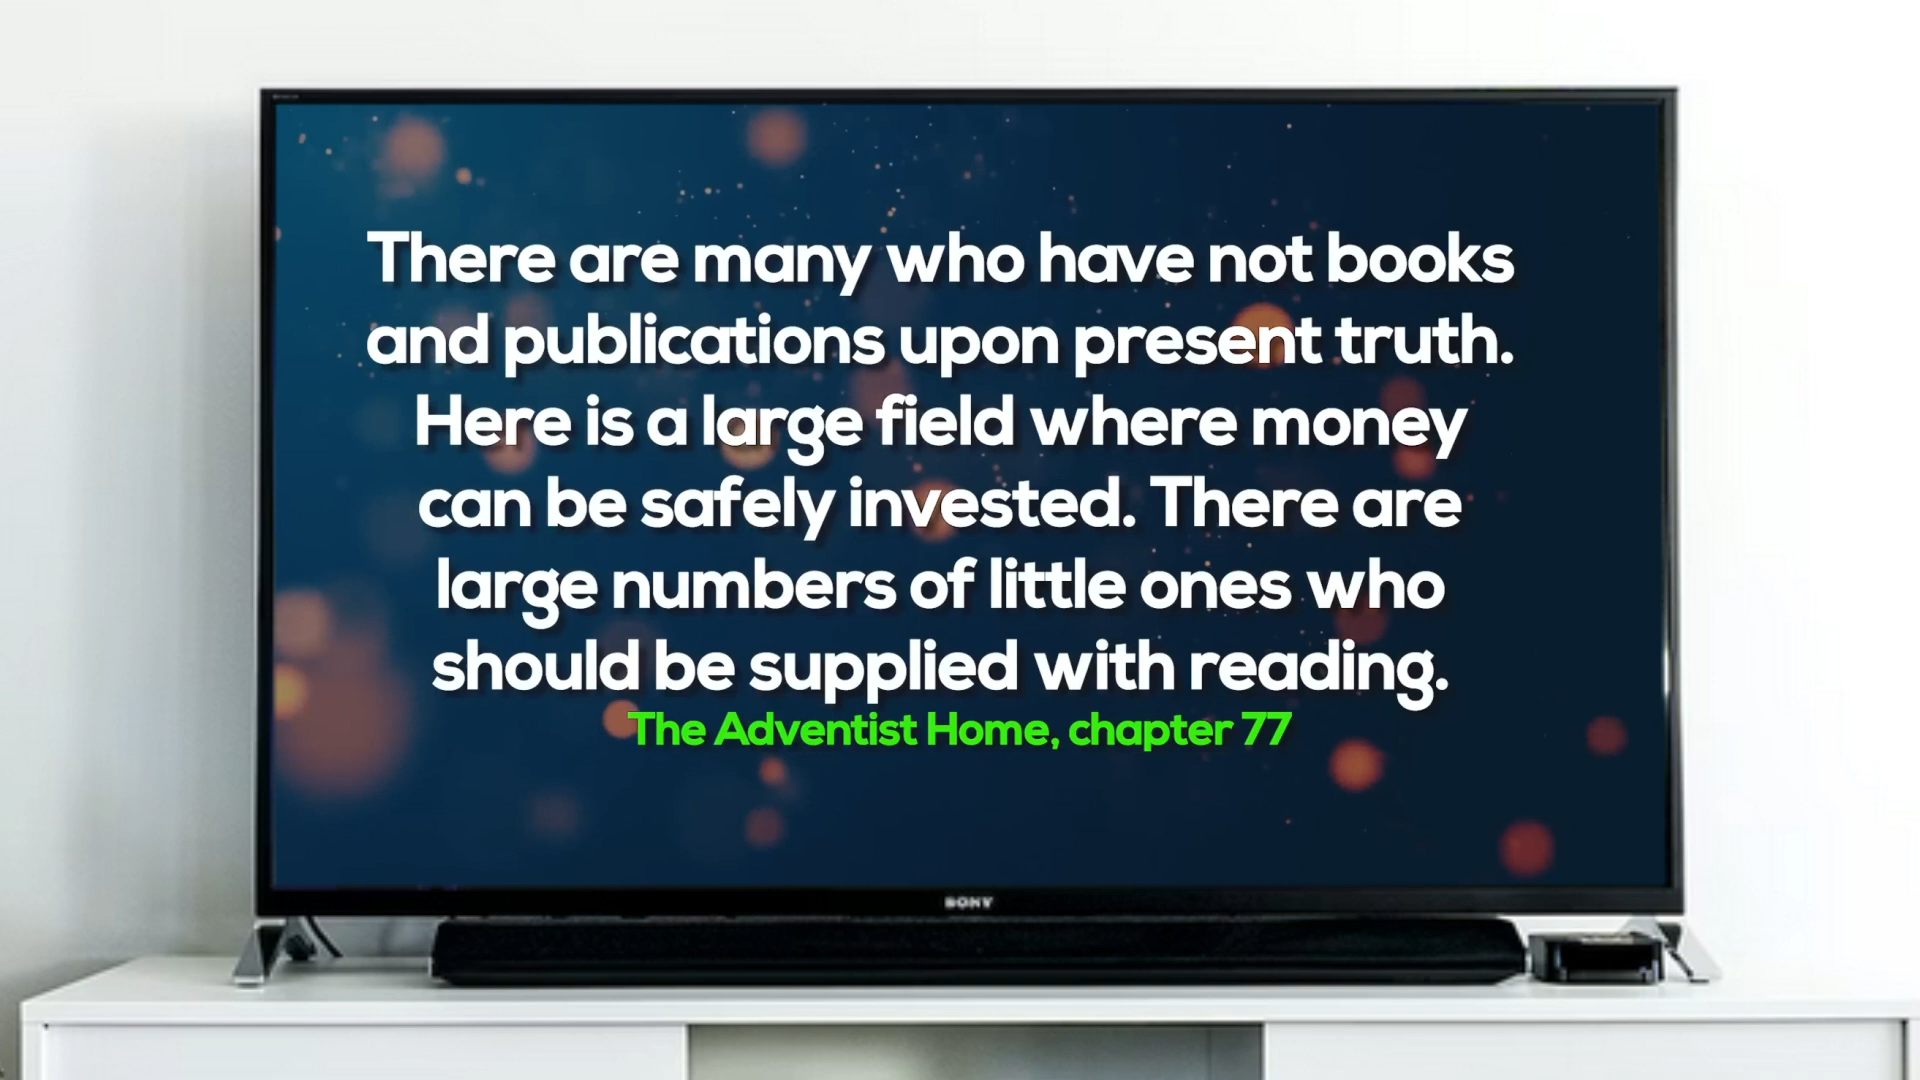 There are many who have not books
and publications upon present truth.
Here is a large field where money
can be safely invested. There are
large numbers of little ones who
should be supplied with reading.
The Adventist Home, chapter 77
SONY